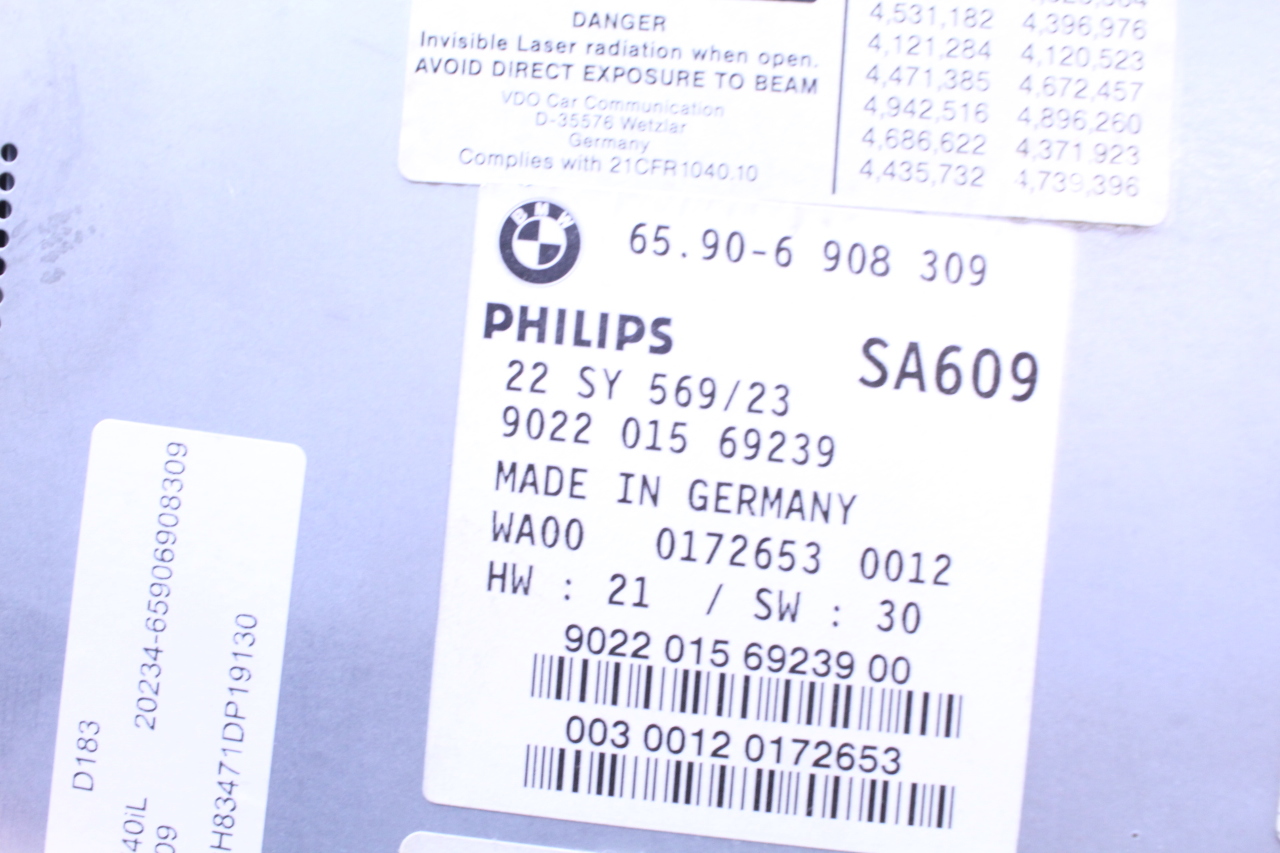 DANGER
Invisible Laser radiation when open.
AVOID DIRECT EXPOSURE TO BEAM
VDO Car Communication
D-35576 Wetzlar
Germany
Complies with 21CFR1040.10
4,531,182 4,396,976
4,121,284 4,120,523
4,471,385 4,672,457
4,942,516 4,896,260
4,686,622 4,371,923
4,435,732 4,739,396
BMW
65.90-6 908 309
PHILIPS
SA609
22 SY 569/23
9022 015 69239
MADE IN GERMANY
WA00 0172653 0012
HW : 21 / SW : 30
9022 015 69239 00
003 0012 0172653
D183
40iL 20234-65906908309
09
H83471DP19130